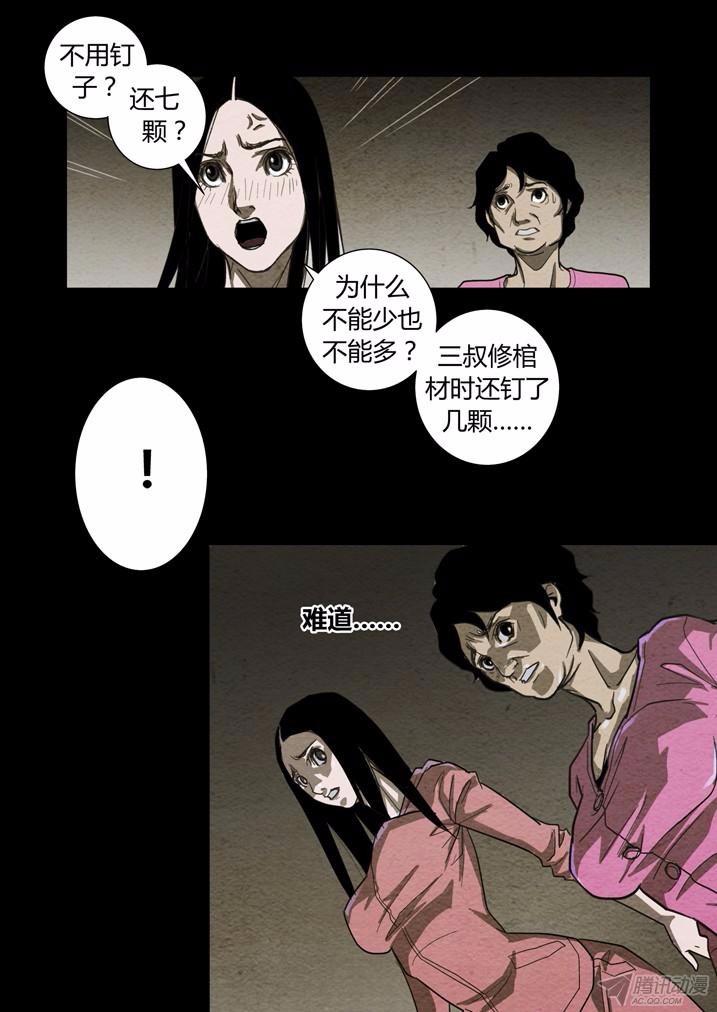 不用钉
子？
还七
颗？
为什么
不能少也
不能多？
三叔修棺
材时还钉了
几颗……
！
难道……
腾讯动漫
AC.QQ.COM